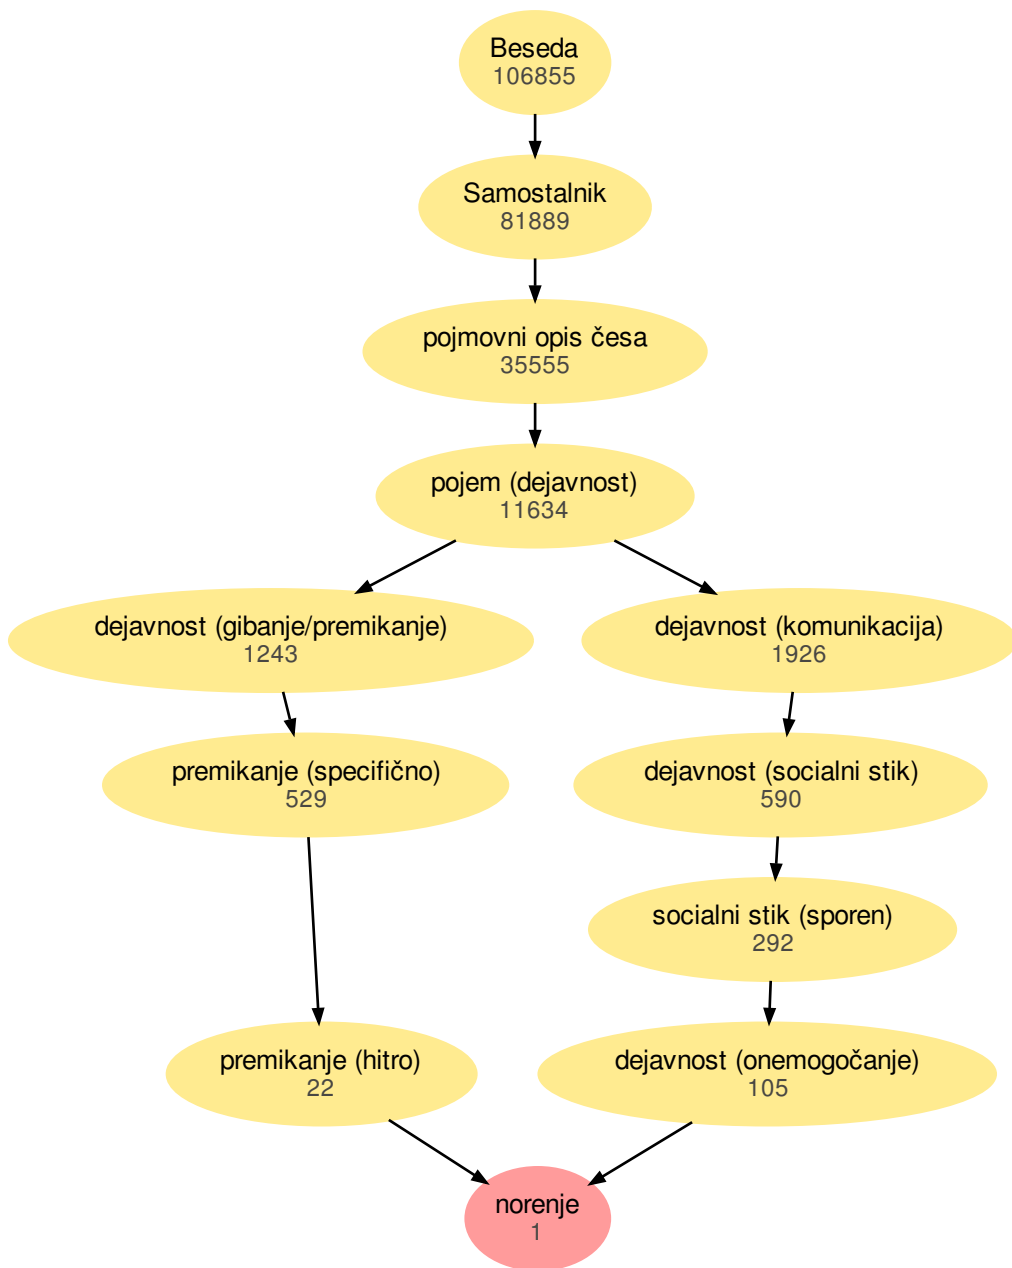 Beseda
106855
Samostalnik
81889
pojmovni opis česa
35555
pojem (dejavnost)
11634
dejavnost (gibanje/premikanje)
1243
dejavnost (komunikacija)
1926
premikanje (specifično)
529
dejavnost (socialni stik)
590
socialni stik (sporen)
292
premikanje (hitro)
22
dejavnost (onemogočanje)
105
norenje
1